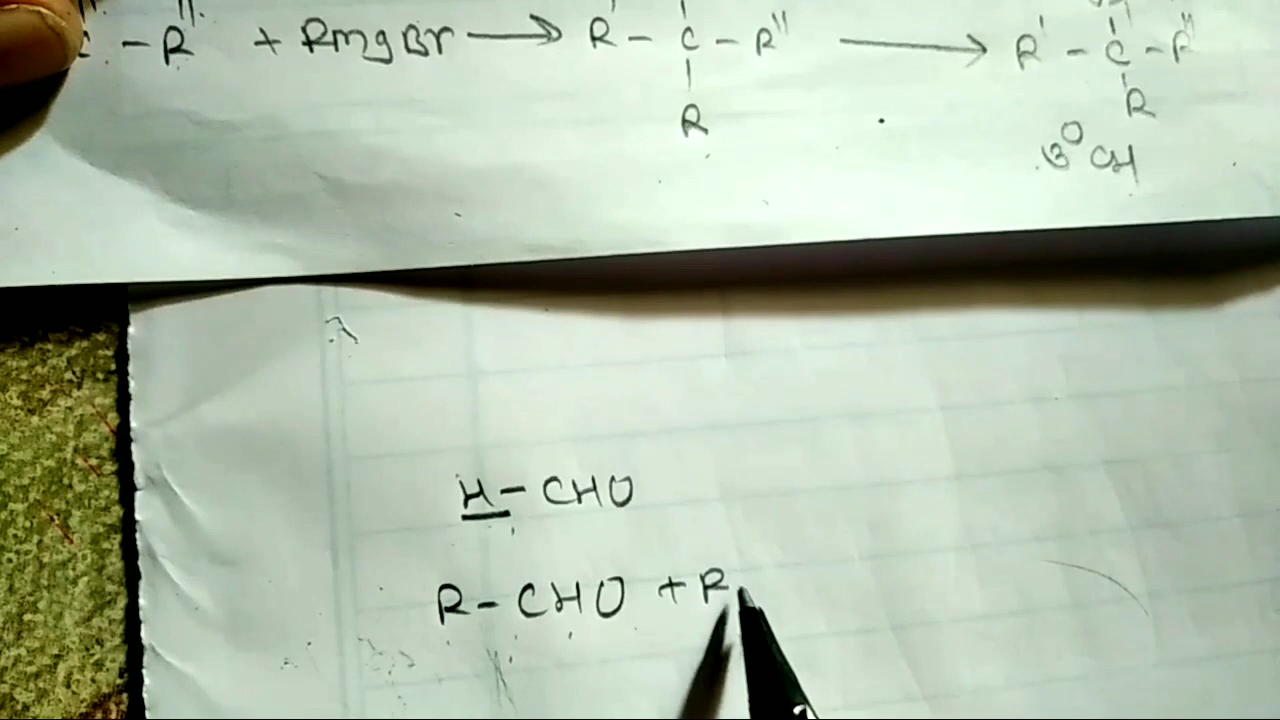 –R'' + RMgBr ⟶ R' – C – R'' ⟶ R' – C – R''
R R
3° OH
H – CHO
R – CHO + R